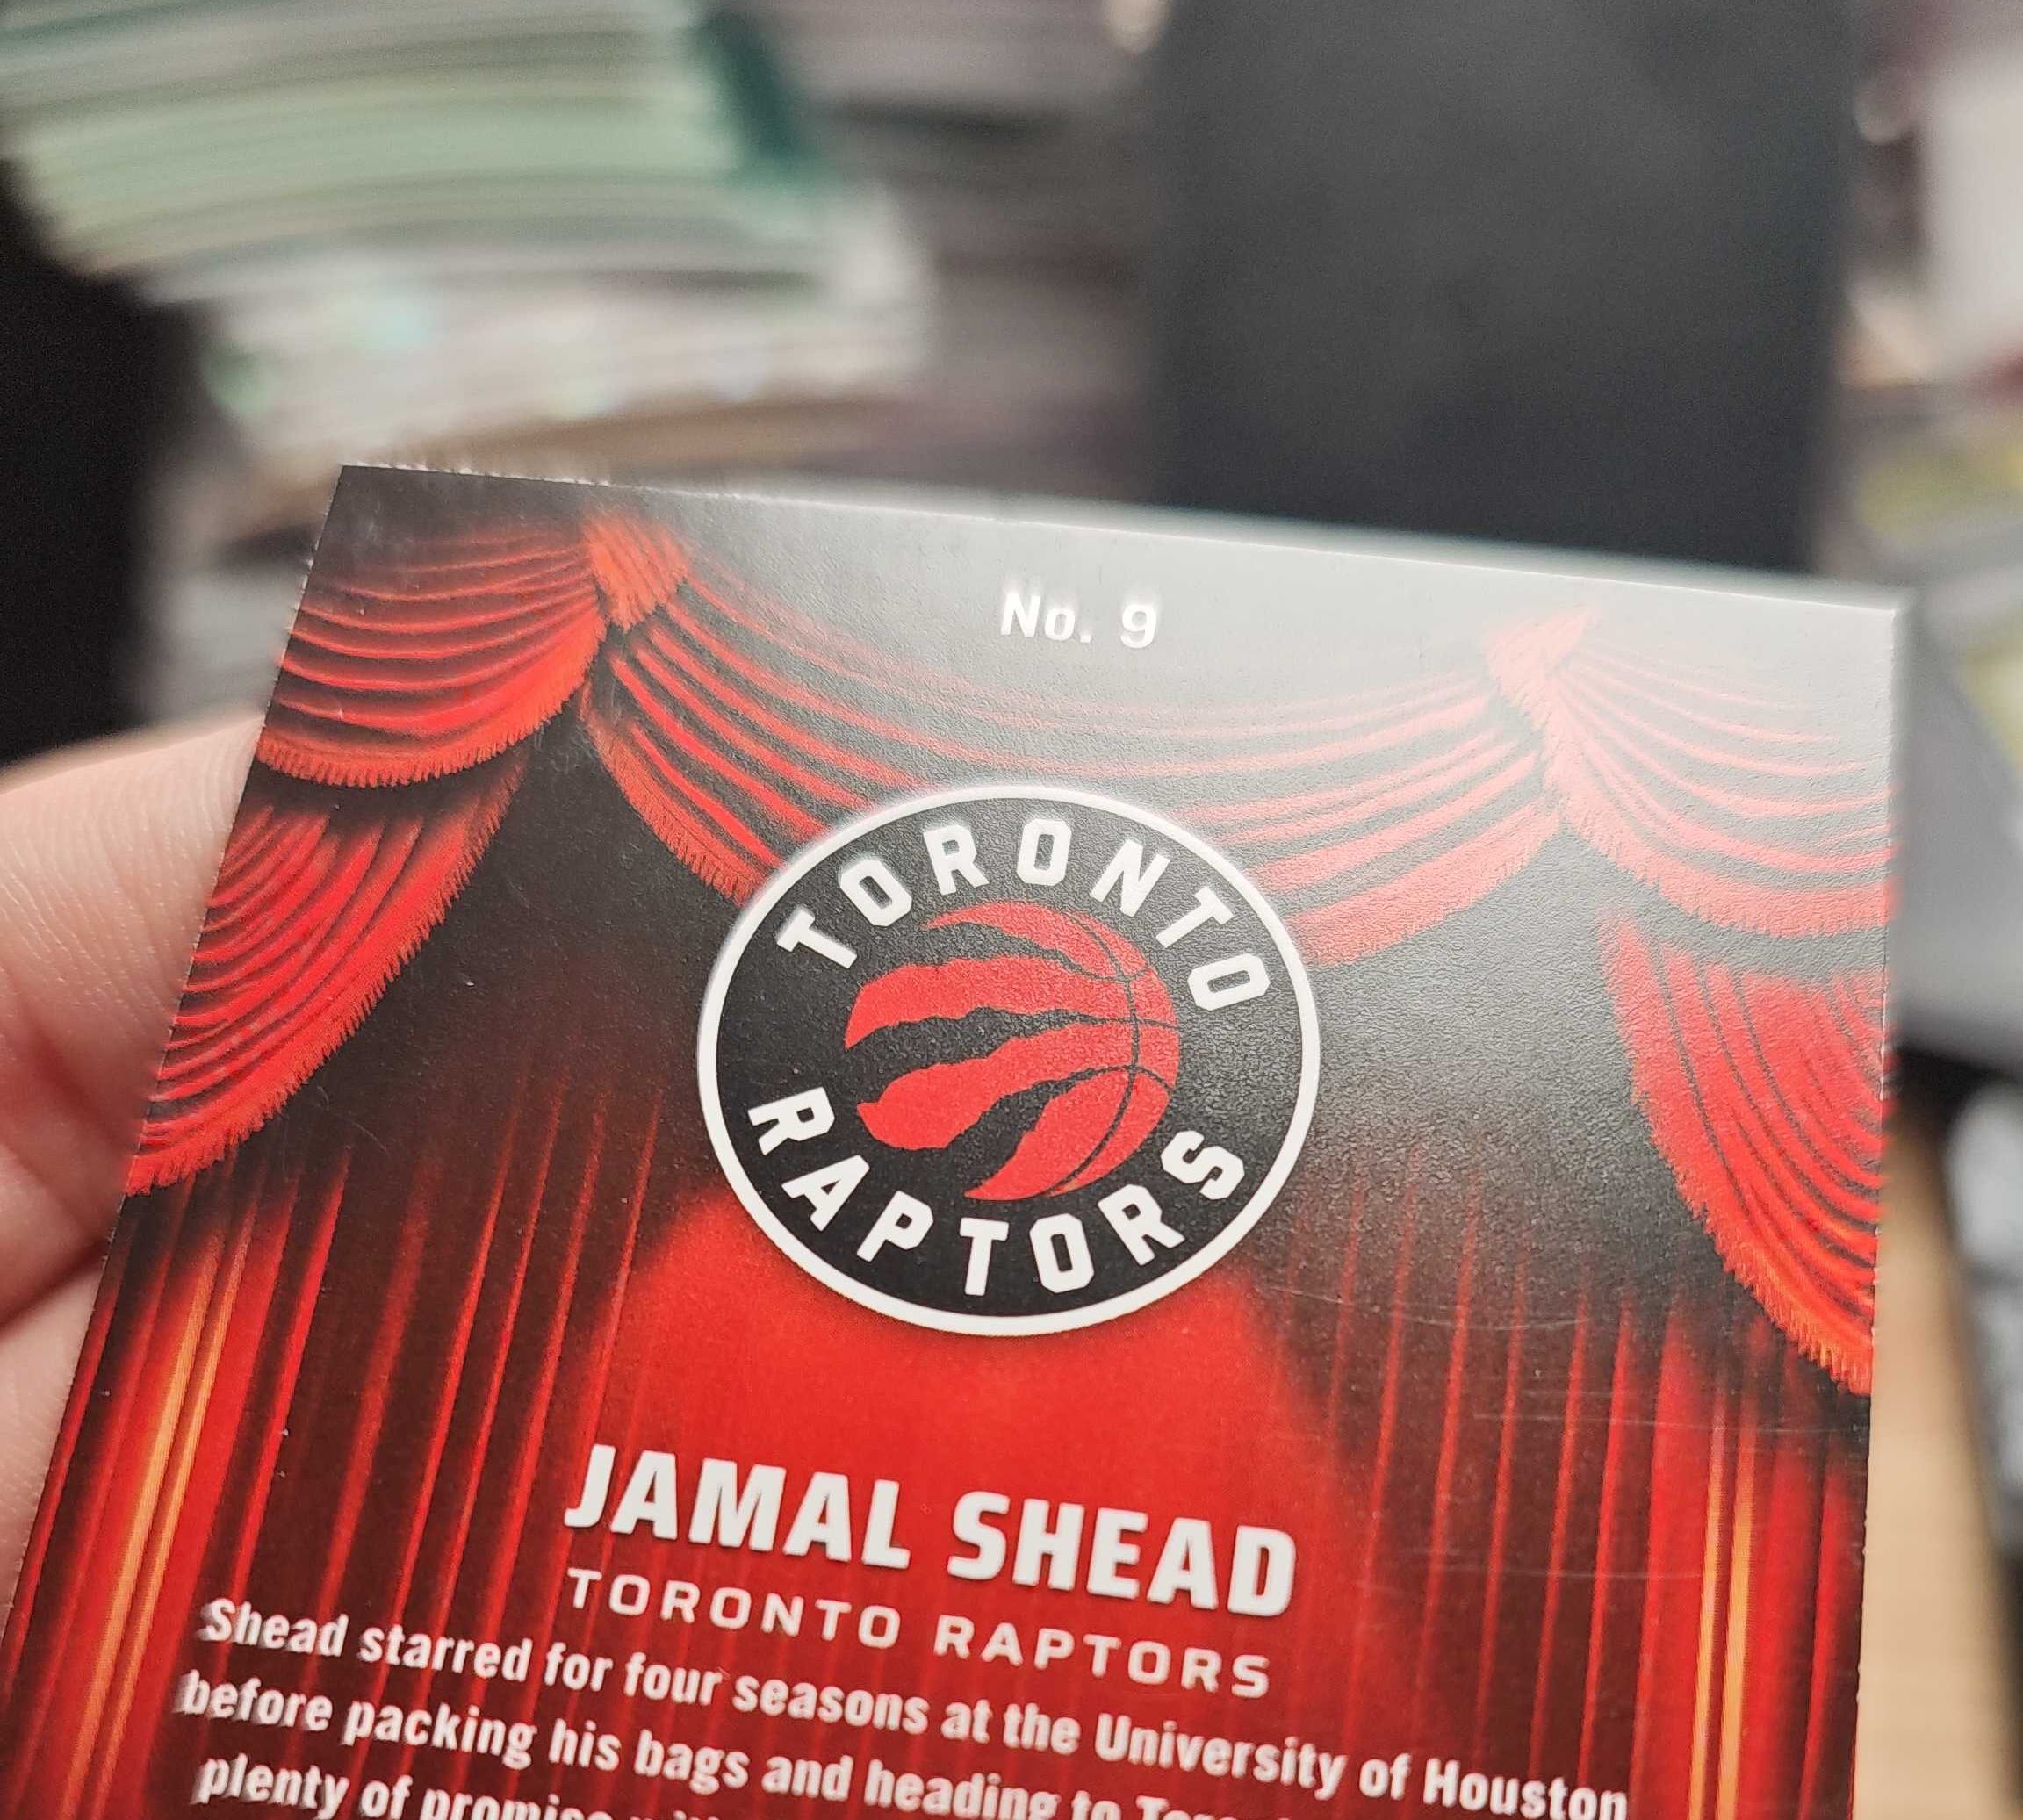 No. 9
TORONTO
RAPTORS
JAMAL SHEAD
TORONTO RAPTORS
Shead starred for four seasons at the University of Houston
before packing his bags and heading to
plenty of